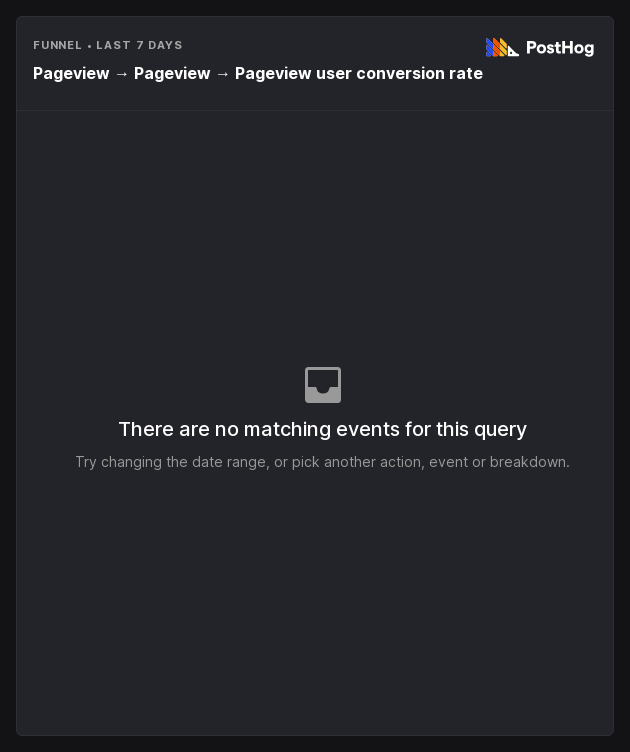 FUNNEL • LAST 7 DAYS
PostHog
Pageview → Pageview → Pageview user conversion rate
There are no matching events for this query
Try changing the date range, or pick another action, event or breakdown.